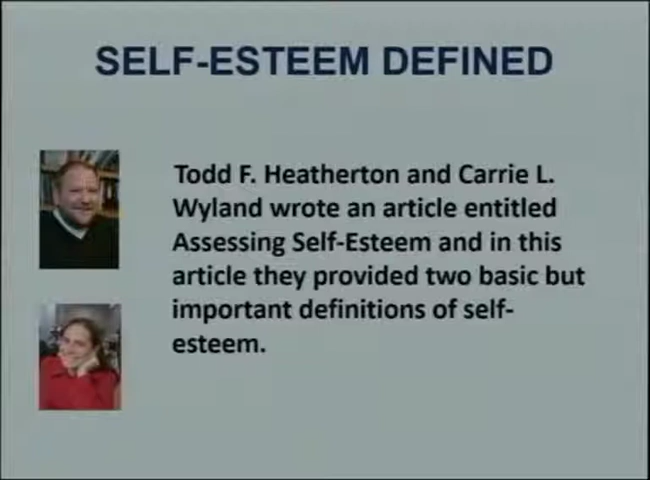 SELF-ESTEEM DEFINED
Todd F. Heatherton and Carrie L.
Wyland wrote an article entitled
Assessing Self-Esteem and in this
article they provided two basic but
important definitions of self-
esteem.